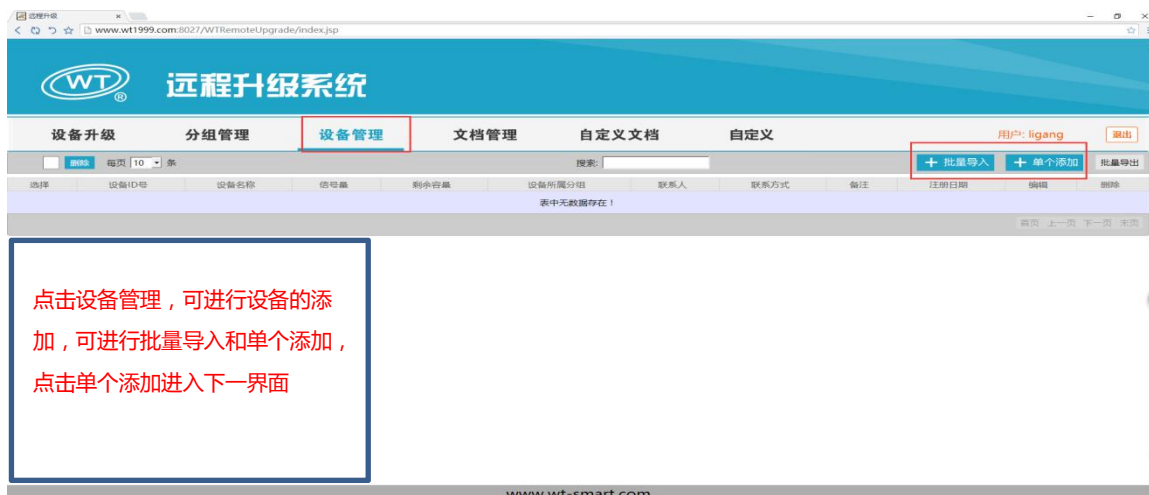 远程升级
www.wt1999.com:8027/WTRemoteUpgrade/index.jsp
WT ® 远程升级系统
设备升级 分组管理 设备管理 文档管理 自定义文档 自定义 用户: ligang 退出
删除 每页 10 条 搜索: + 批量导入 + 单个添加 批量导出
选择 设备ID号 设备名称 信号量 剩余容量 设备所属分组 联系人 联系方式 备注 注册日期 编辑 删除
表中无数据存在！
首页 上一页 下一页 末页
点击设备管理，可进行设备的添
加，可进行批量导入和单个添加，
点击单个添加进入下一界面
www.wt-smart.com